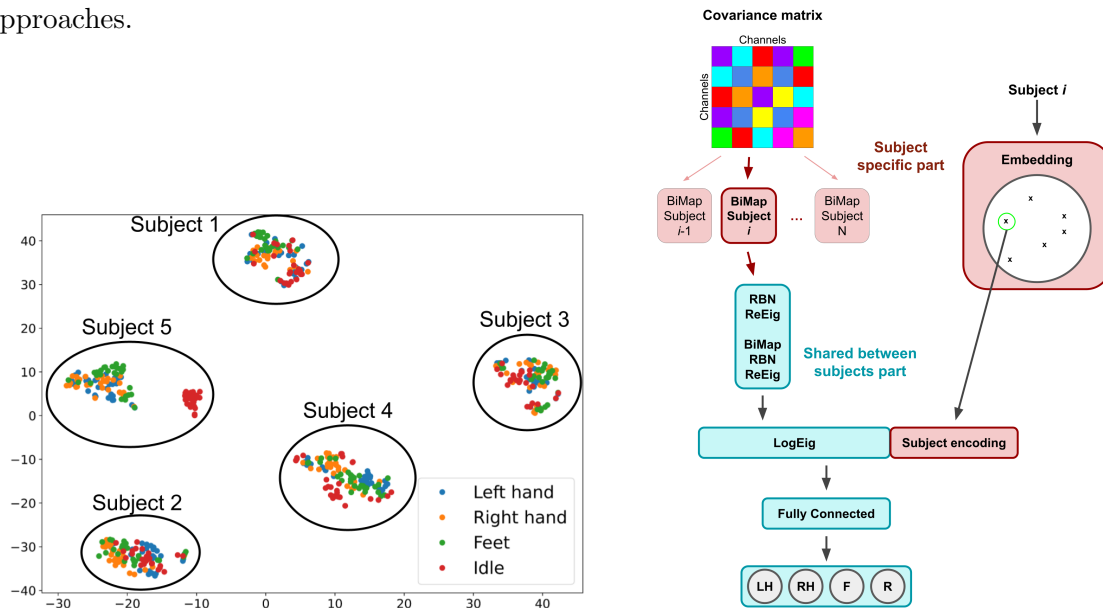 pproaches.
Subject 1
Subject 5
Subject 3
Subject 4
Subject 2
Left hand
Right hand
Feet
Idle
40
30
20
10
0
−10
−20
−30
−40
−30
−20
−10
0
10
20
30
40
Covariance matrix
Channels
Channels
Subject i
Subject
specific part
Embedding
x
x
x
x
x
x
BiMap
Subject
i-1
BiMap
Subject
i
...
BiMap
Subject
N
RBN
ReEig
BiMap
RBN
ReEig
Shared between
subjects part
LogEig
Subject encoding
Fully Connected
LH
RH
F
R